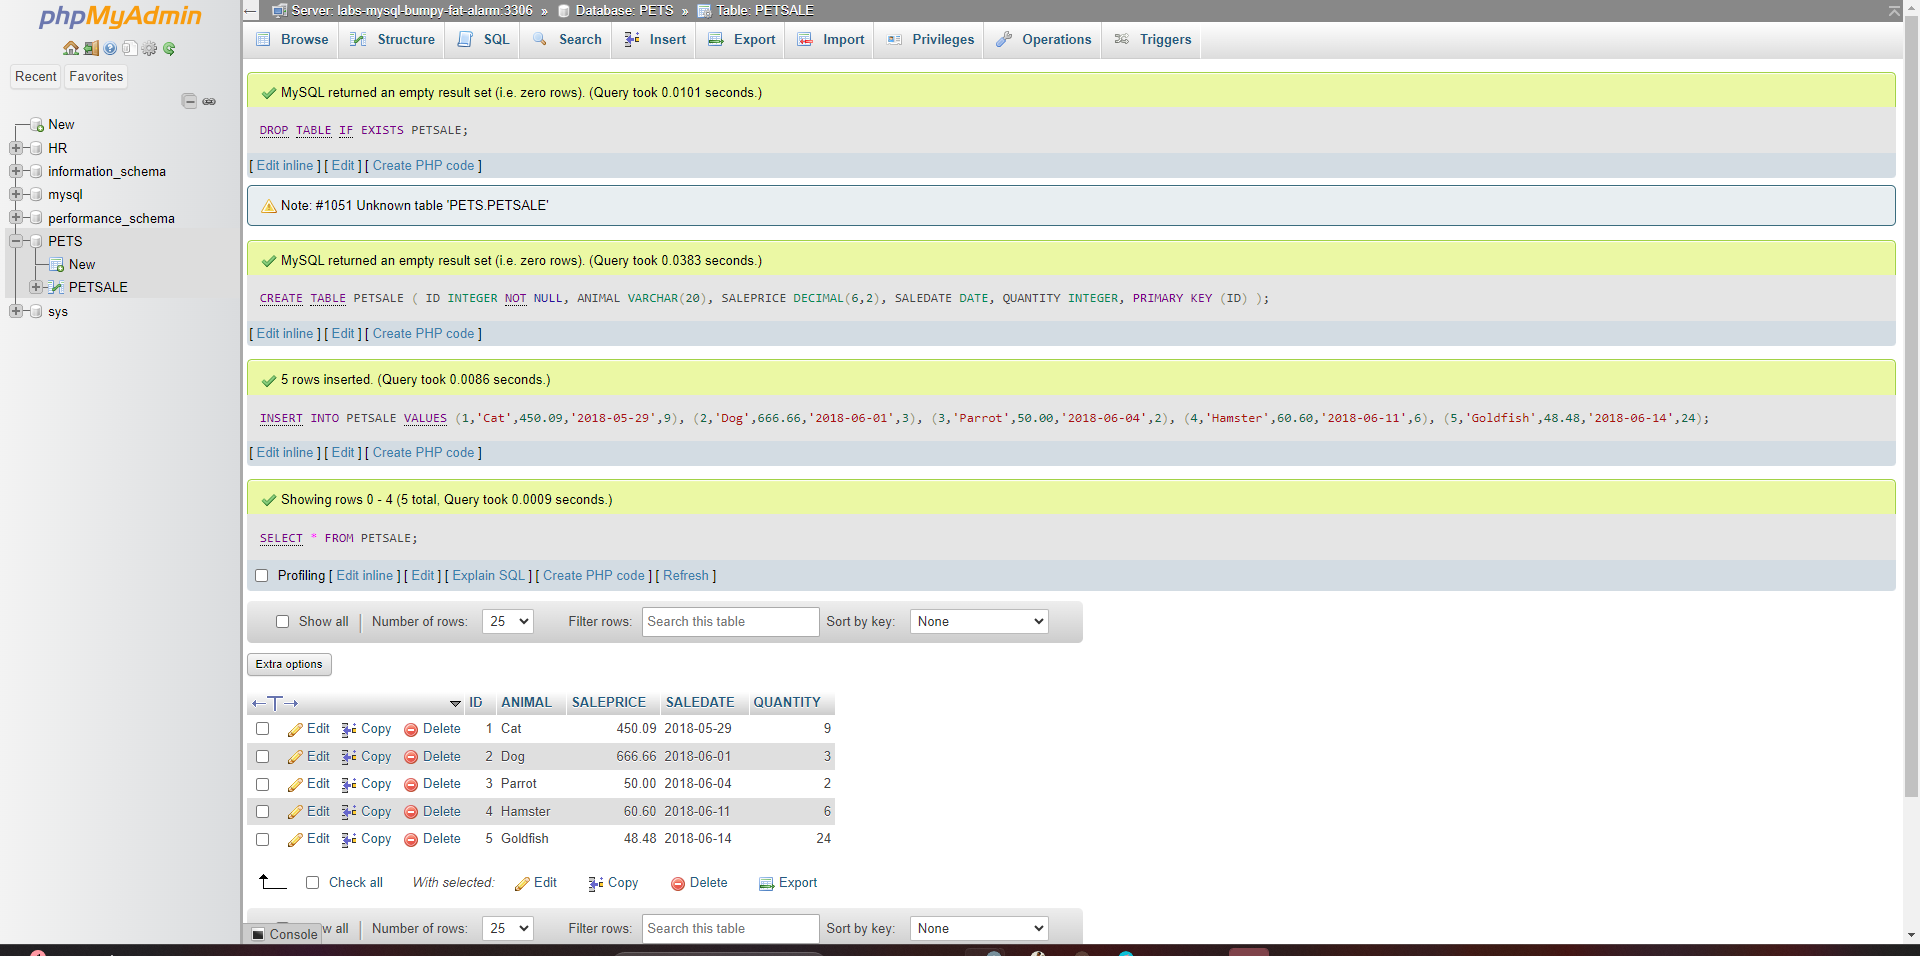 phpMyAdmin
Recent Favorites
New
HR
information_schema
mysql
performance_schema
PETS
New
PETSALE
sys
Server: labs-mysql-bumpy-fat-alarm:3306 » Database: PETS » Table: PETSALE
Browse Structure SQL Search Insert Export Import Privileges Operations Triggers
MySQL returned an empty result set (i.e. zero rows). (Query took 0.0101 seconds.)
DROP TABLE IF EXISTS PETSALE;
[ Edit inline ] [ Edit ] [ Create PHP code ]
Note: #1051 Unknown table 'PETS.PETSALE'
MySQL returned an empty result set (i.e. zero rows). (Query took 0.0383 seconds.)
CREATE TABLE PETSALE ( ID INTEGER NOT NULL, ANIMAL VARCHAR(20), SALEPRICE DECIMAL(6,2), SALEDATE DATE, QUANTITY INTEGER, PRIMARY KEY (ID) );
[ Edit inline ] [ Edit ] [ Create PHP code ]
5 rows inserted. (Query took 0.0086 seconds.)
INSERT INTO PETSALE VALUES (1,'Cat',450.09,'2018-05-29',9), (2,'Dog',666.66,'2018-06-01',3), (3,'Parrot',50.00,'2018-06-04',2), (4,'Hamster',60.60,'2018-06-11',6), (5,'Goldfish',48.48,'2018-06-14',24);
[ Edit inline ] [ Edit ] [ Create PHP code ]
Showing rows 0 - 4 (5 total, Query took 0.0009 seconds.)
SELECT * FROM PETSALE;
Profiling [ Edit inline ] [ Edit ] [ Explain SQL ] [ Create PHP code ] [ Refresh ]
Show all Number of rows: 25 Filter rows: Search this table Sort by key: None
Extra options
←T→ ID ANIMAL SALEPRICE SALEDATE QUANTITY
Edit Copy Delete 1 Cat 450.09 2018-05-29 9
Edit Copy Delete 2 Dog 666.66 2018-06-01 3
Edit Copy Delete 3 Parrot 50.00 2018-06-04 2
Edit Copy Delete 4 Hamster 60.60 2018-06-11 6
Edit Copy Delete 5 Goldfish 48.48 2018-06-14 24
Check all With selected: Edit Copy Delete Export
w all Number of rows: 25 Filter rows: Search this table Sort by key: None
Console